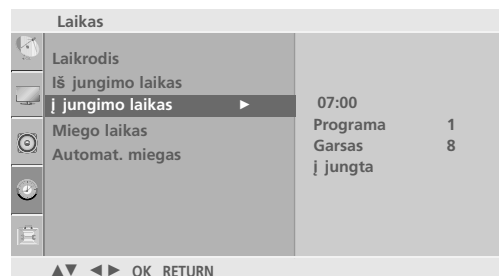 Laikas
Laikrodis
Iš jungimo laikas
į jungimo laikas ►
Miego laikas
Automat. miegas
07:00
Programa 1
Garsas 8
į jungta
▲▼ ◄► OK RETURN